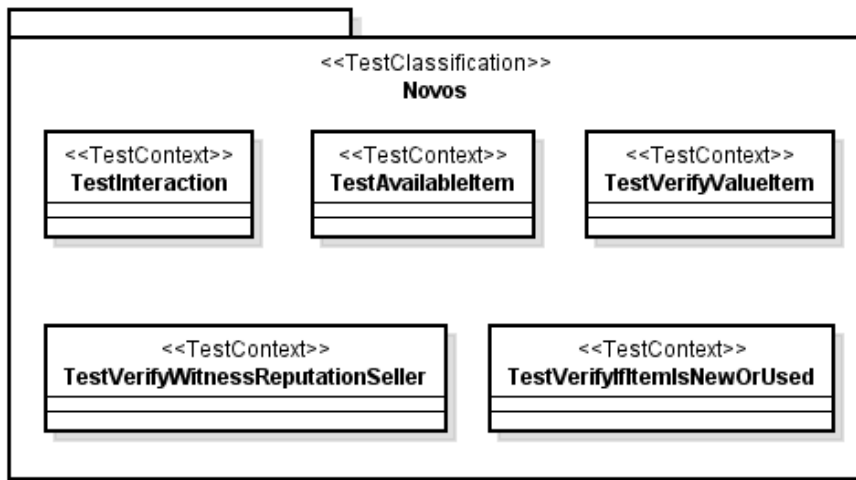 <<TestClassification>>
Novos
<<TestContext>>
TestInteraction
<<TestContext>>
TestAvailableItem
<<TestContext>>
TestVerifyValueItem
<<TestContext>>
TestVerifyWitnessReputationSeller
<<TestContext>>
TestVerifyIfItemIsNewOrUsed